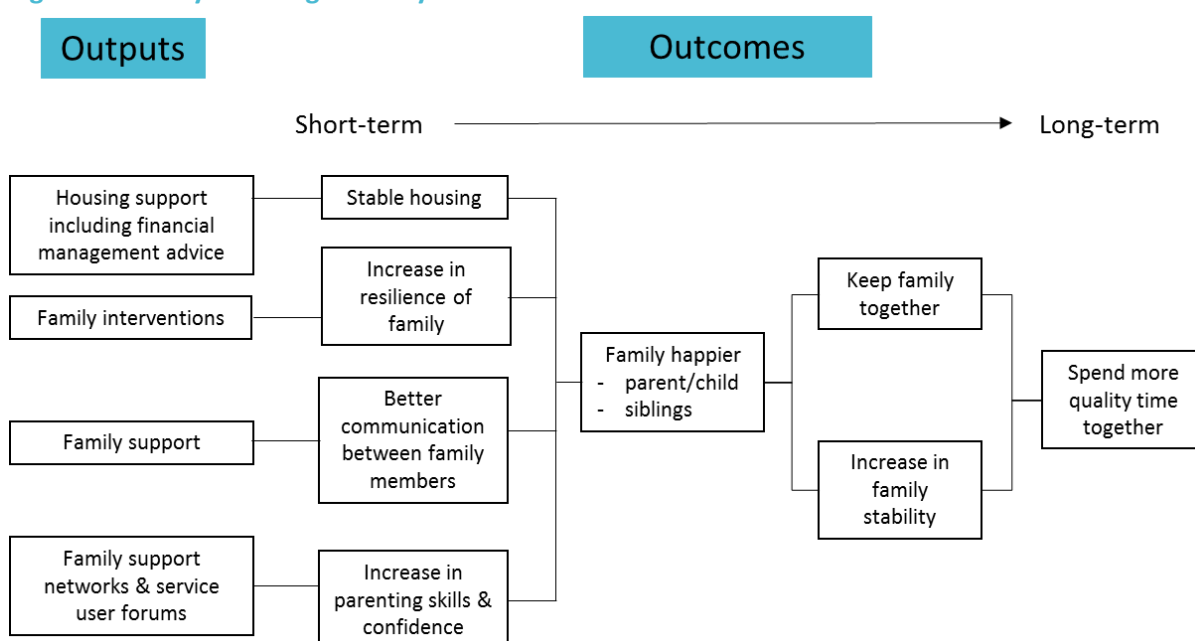 Outputs
Outcomes
Short-term
Long-term
Housing support
including financial
management advice
Stable housing
Family interventions
Increase in
resilience of
family
Family support
Better
communication
between family
members
Family support
networks & service
user forums
Increase in
parenting skills &
confidence
Family happier
- parent/child
- siblings
Keep family
together
Increase in
family
stability
Spend more
quality time
together